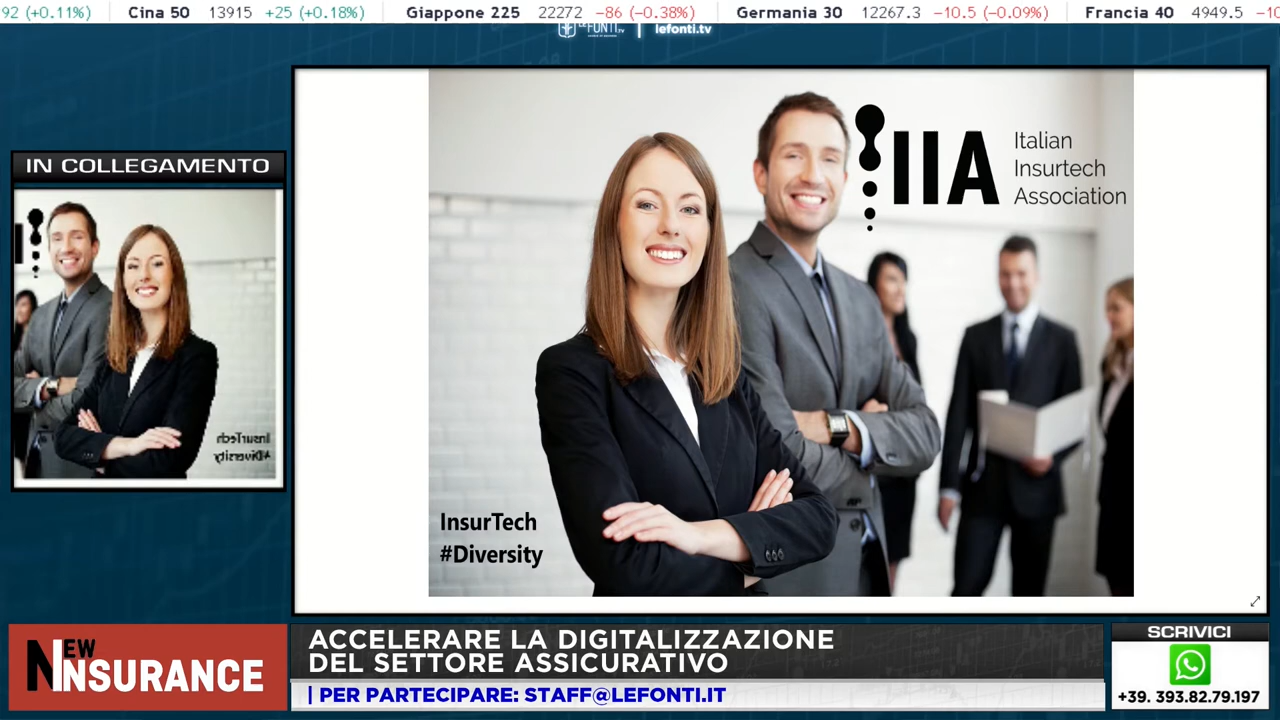 92 (+0.11%) Cina 50 13915 +25 (+0.18%) Giappone 225 22272 −86 (−0.38%) Germania 30 12267.3 −10.5 (−0.09%) Francia 40 4949.5 −10
LEFONTI.TV lefonti.tv
IN COLLEGAMENTO
IIA
Italian
Insurtech
Association
InsurTech
#Diversity
InsurTech
#Diversity
NEW INSURANCE
ACCELERARE LA DIGITALIZZAZIONE
DEL SETTORE ASSICURATIVO
| PER PARTECIPARE: STAFF@LEFONTI.IT
SCRIVICI
+39. 393.82.79.197